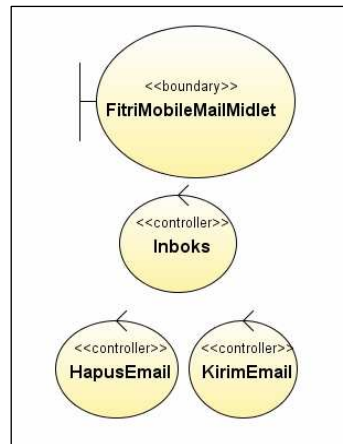 <<boundary>>
FitriMobileMailMidlet
<<controller>>
Inboks
<<controller>>
HapusEmail
<<controller>>
KirimEmail